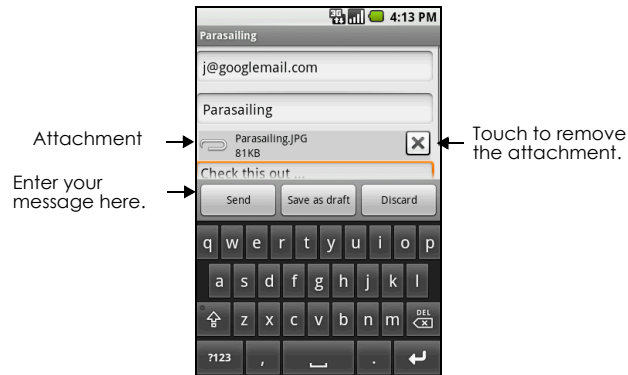 3G 4:13 PM
Parasailing
j@googlemail.com
Parasailing
Attachment
Parasailing.JPG
81KB
Touch to remove
the attachment.
Check this out ...
Enter your
message here.
Send Save as draft Discard
q w e r t y u i o p
a s d f g h j k l
z x c v b n m DEL
?123 , .